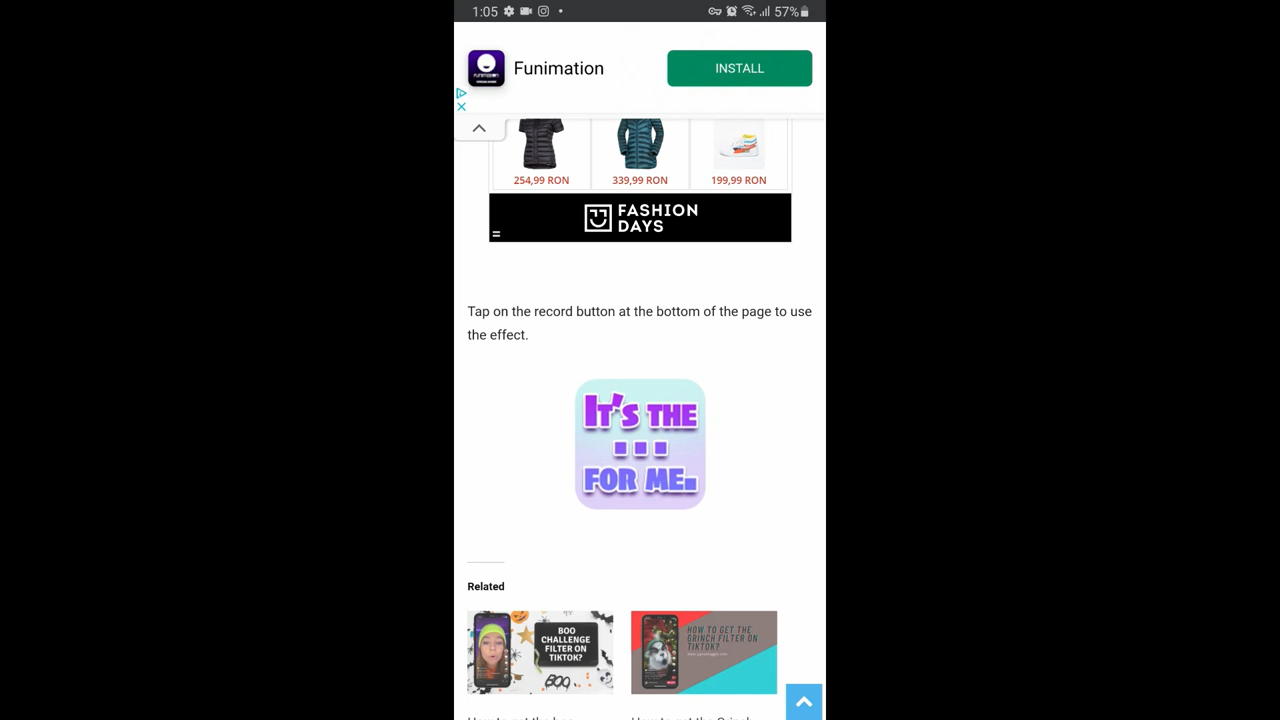 1:05
57%
Funimation
INSTALL
254,99 RON
339,99 RON
199,99 RON
FASHION
DAYS
Tap on the record button at the bottom of the page to use
the effect.
IT'S THE
...
FOR ME.
Related
BOO
CHALLENGE
FILTER ON
TIKTOK?
BOO
HOW TO GET THE
GRINCH FILTER ON
TIKTOK?